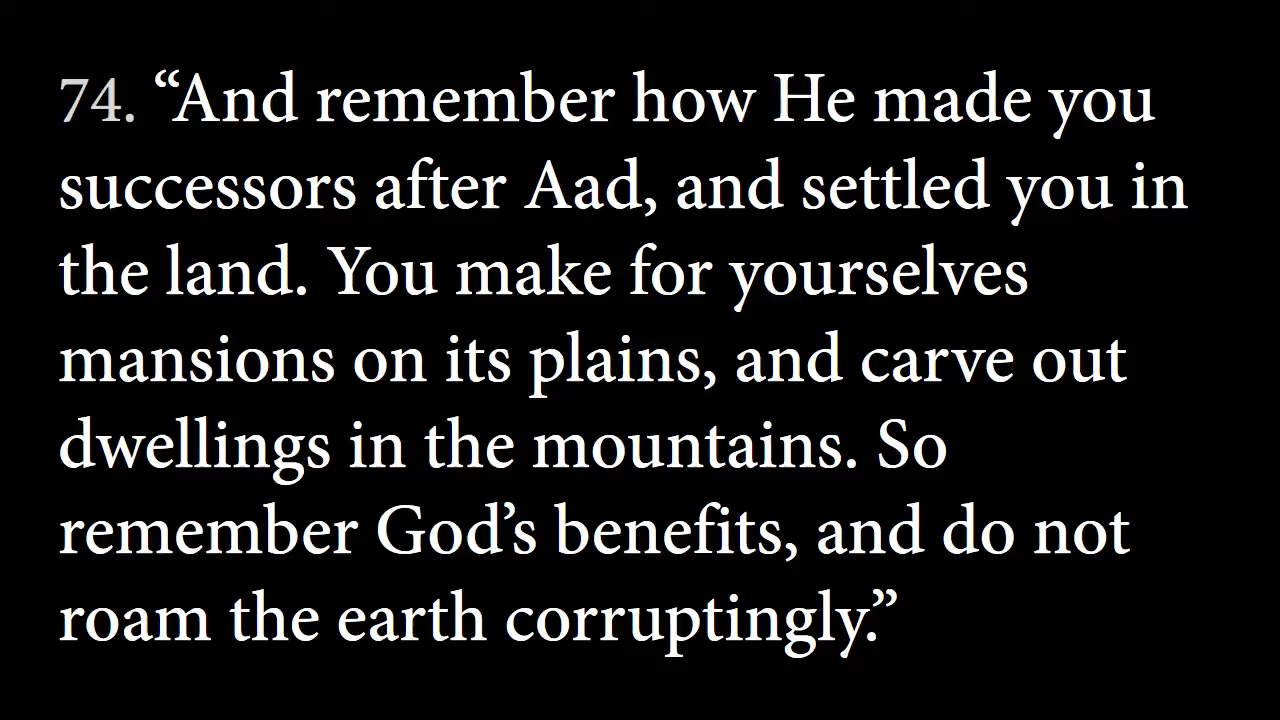 74. “And remember how He made you
successors after Aad, and settled you in
the land. You make for yourselves
mansions on its plains, and carve out
dwellings in the mountains. So
remember God’s benefits, and do not
roam the earth corruptingly.”